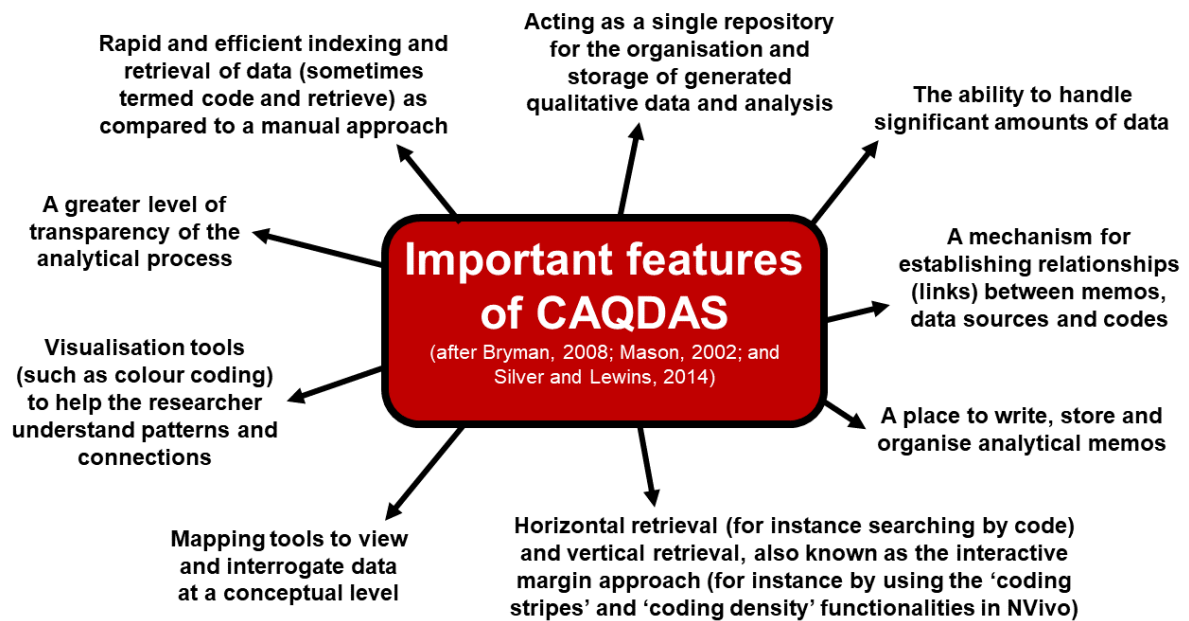 Important features
of CAQDAS
(after Bryman, 2008; Mason, 2002; and
Silver and Lewins, 2014)
Acting as a single repository
for the organisation and
storage of generated
qualitative data and analysis
The ability to handle
significant amounts of data
A mechanism for
establishing relationships
(links) between memos,
data sources and codes
A place to write, store and
organise analytical memos
Horizontal retrieval (for instance searching by code)
and vertical retrieval, also known as the interactive
margin approach (for instance by using the ‘coding
stripes’ and ‘coding density’ functionalities in NVivo)
Mapping tools to view
and interrogate data
at a conceptual level
Visualisation tools
(such as colour coding)
to help the researcher
understand patterns and
connections
A greater level of
transparency of the
analytical process
Rapid and efficient indexing and
retrieval of data (sometimes
termed code and retrieve) as
compared to a manual approach